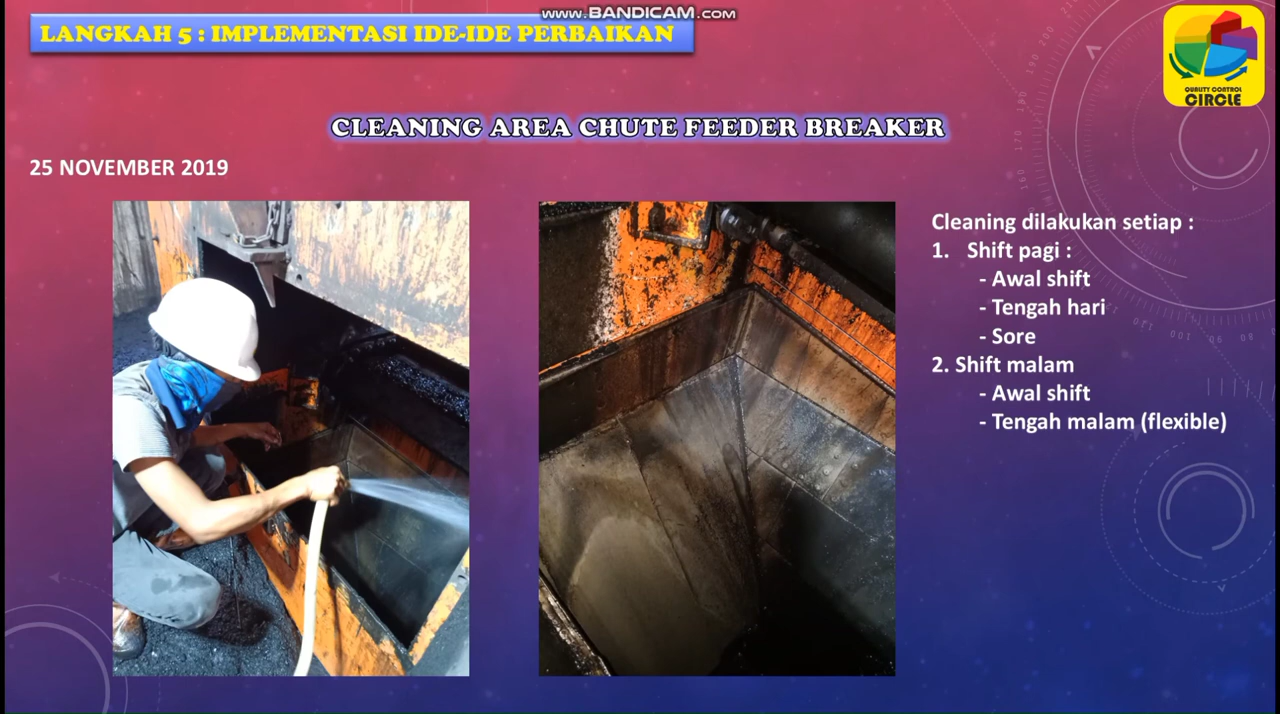 www.BANDICAM.com
LANGKAH 5 : IMPLEMENTASI IDE-IDE PERBAIKAN
QUALITY CONTROL
CIRCLE
CLEANING AREA CHUTE FEEDER BREAKER
25 NOVEMBER 2019
Cleaning dilakukan setiap :
1. Shift pagi :
- Awal shift
- Tengah hari
- Sore
2. Shift malam
- Awal shift
- Tengah malam (flexible)